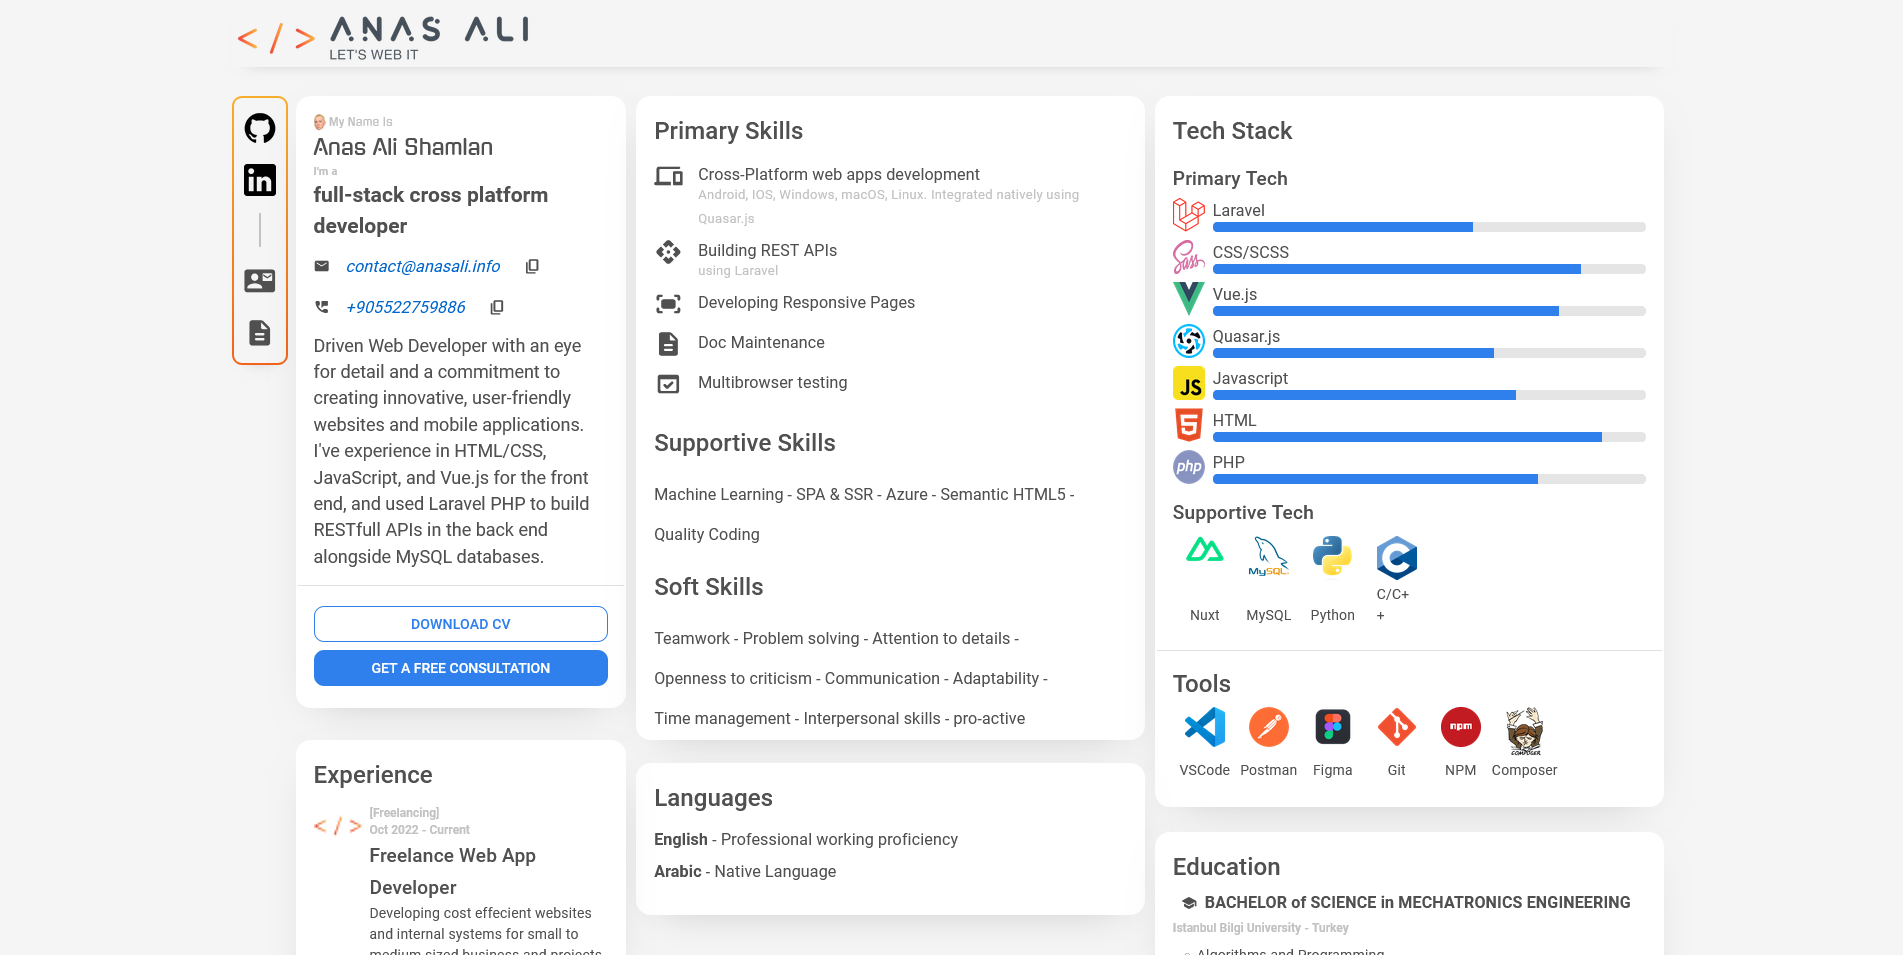 </> ANAS ALI
LET'S WEB IT
My Name Is
Anas Ali Shamlan
I'm a
full-stack cross platform
developer
contact@anasali.info
+905522759886
Driven Web Developer with an eye
for detail and a commitment to
creating innovative, user-friendly
websites and mobile applications.
I've experience in HTML/CSS,
JavaScript, and Vue.js for the front
end, and used Laravel PHP to build
RESTfull APIs in the back end
alongside MySQL databases.
DOWNLOAD CV
GET A FREE CONSULTATION
Experience
</>
[Freelancing]
Oct 2022 - Current
Freelance Web App
Developer
Developing cost effecient websites
and internal systems for small to
medium sized business and projects
Primary Skills
Cross-Platform web apps development
Android, IOS, Windows, macOS, Linux. Integrated natively using
Quasar.js
Building REST APIs
using Laravel
Developing Responsive Pages
Doc Maintenance
Multibrowser testing
Supportive Skills
Machine Learning - SPA & SSR - Azure - Semantic HTML5 -
Quality Coding
Soft Skills
Teamwork - Problem solving - Attention to details -
Openness to criticism - Communication - Adaptability -
Time management - Interpersonal skills - pro-active
Languages
English - Professional working proficiency
Arabic - Native Language
Tech Stack
Primary Tech
Laravel
Sass CSS/SCSS
Vue.js
Quasar.js
JS Javascript
5 HTML
php PHP
Supportive Tech
MySQL
C
Nuxt MySQL Python C/C+
+
Tools
npm
COMPOSER
VSCode Postman Figma Git NPM Composer
Education
BACHELOR of SCIENCE in MECHATRONICS ENGINEERING
Istanbul Bilgi University - Turkey
Algorithms and Programming
in